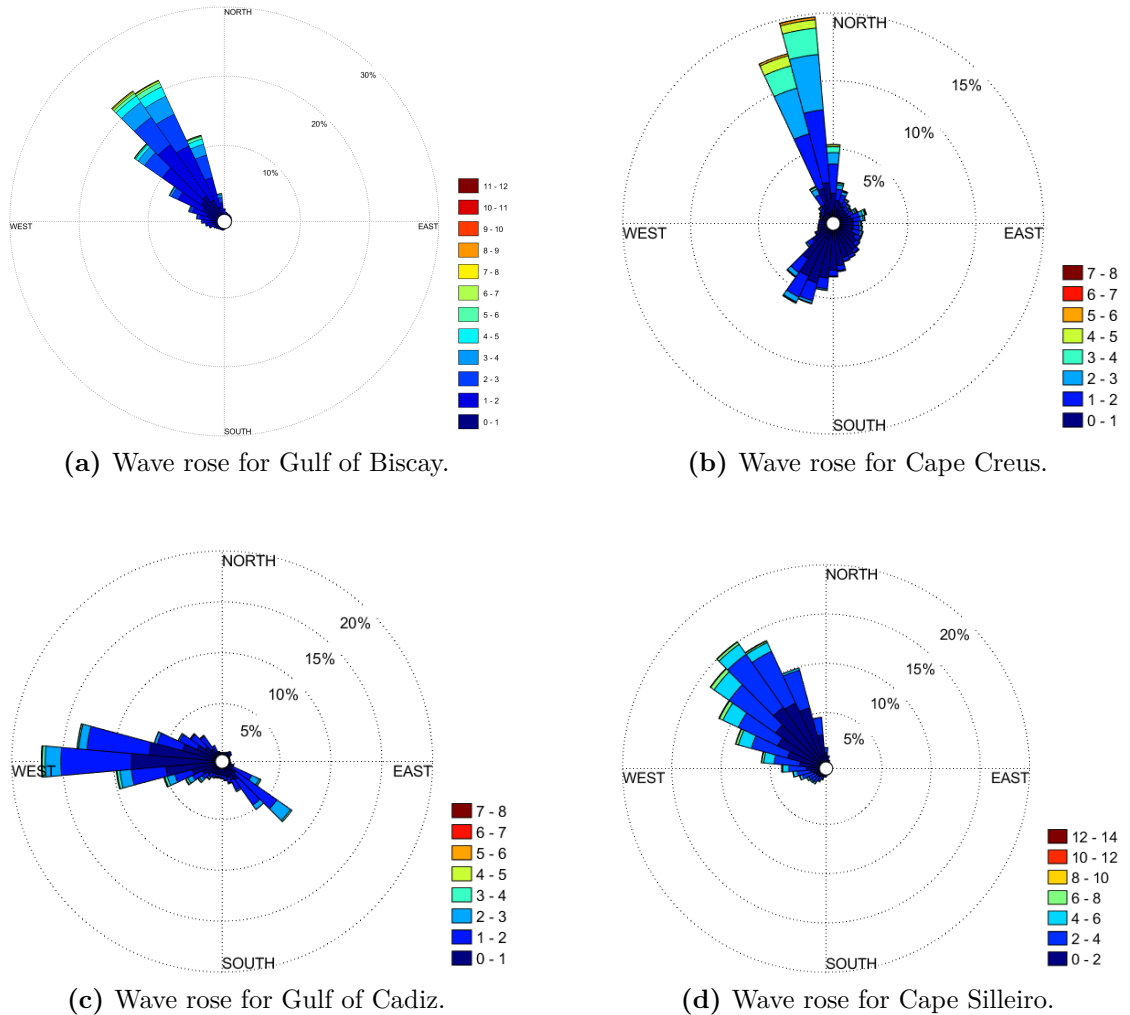 NORTH
30%
20%
10%
WEST
EAST
SOUTH
11 - 12
10 - 11
9 - 10
8 - 9
7 - 8
6 - 7
5 - 6
4 - 5
3 - 4
2 - 3
1 - 2
0 - 1
(a) Wave rose for Gulf of Biscay.
NORTH
15%
10%
5%
WEST
EAST
SOUTH
7 - 8
6 - 7
5 - 6
4 - 5
3 - 4
2 - 3
1 - 2
0 - 1
(b) Wave rose for Cape Creus.
NORTH
20%
15%
10%
5%
WEST
EAST
SOUTH
7 - 8
6 - 7
5 - 6
4 - 5
3 - 4
2 - 3
1 - 2
0 - 1
(c) Wave rose for Gulf of Cadiz.
NORTH
20%
15%
10%
5%
WEST
EAST
SOUTH
12 - 14
10 - 12
8 - 10
6 - 8
4 - 6
2 - 4
0 - 2
(d) Wave rose for Cape Silleiro.